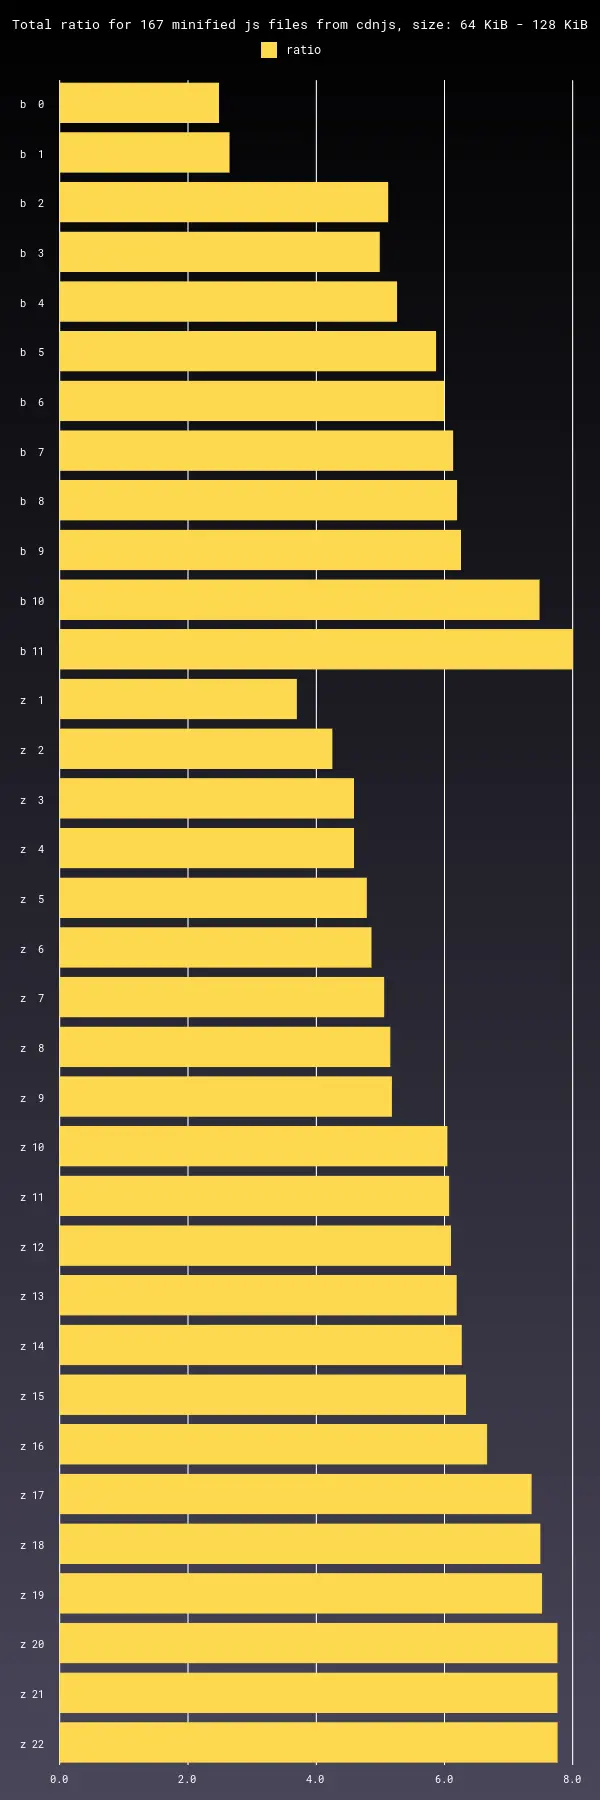 Total ratio for 167 minified js files from cdnjs, size: 64 KiB - 128 KiB
ratio
b 0
b 1
b 2
b 3
b 4
b 5
b 6
b 7
b 8
b 9
b 10
b 11
z 1
z 2
z 3
z 4
z 5
z 6
z 7
z 8
z 9
z 10
z 11
z 12
z 13
z 14
z 15
z 16
z 17
z 18
z 19
z 20
z 21
z 22
0.0 2.0 4.0 6.0 8.0